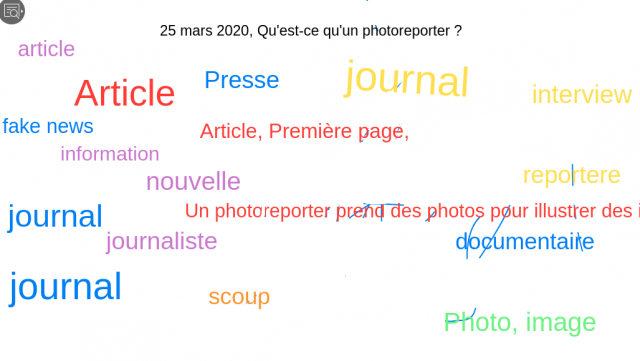 25 mars 2020, Qu'est-ce qu'un photoreporter ?
article
journal
Presse
Article
interview
fake news
Article, Première page,
information
nouvelle
reportere
Un photoreporter prend des photos pour illustrer des i
journal
journaliste
documentaire
journal
scoup
Photo, image